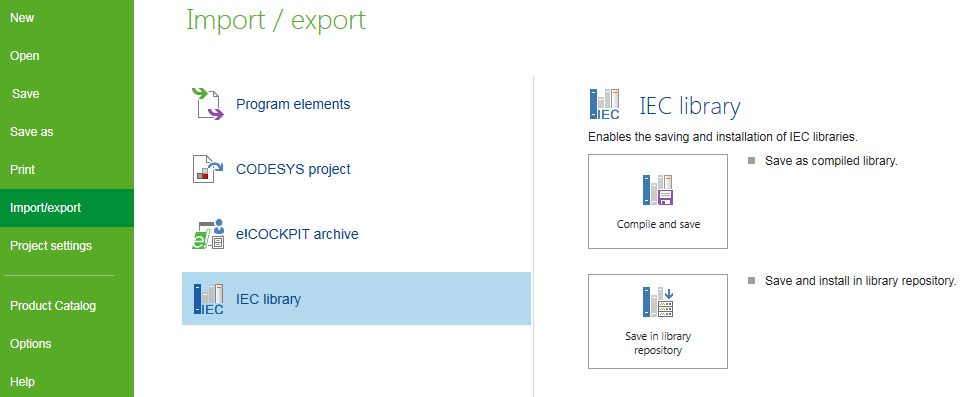 New
Open
Save
Save as
Print
Import/export
Project settings
Product Catalog
Options
Help
Import / export
Program elements
CODESYS project
e!COCKPIT archive
IEC library
IEC library
Enables the saving and installation of IEC libraries.
Compile and save
Save as compiled library.
Save in library
repository
Save and install in library repository.
IEC
IEC
e!